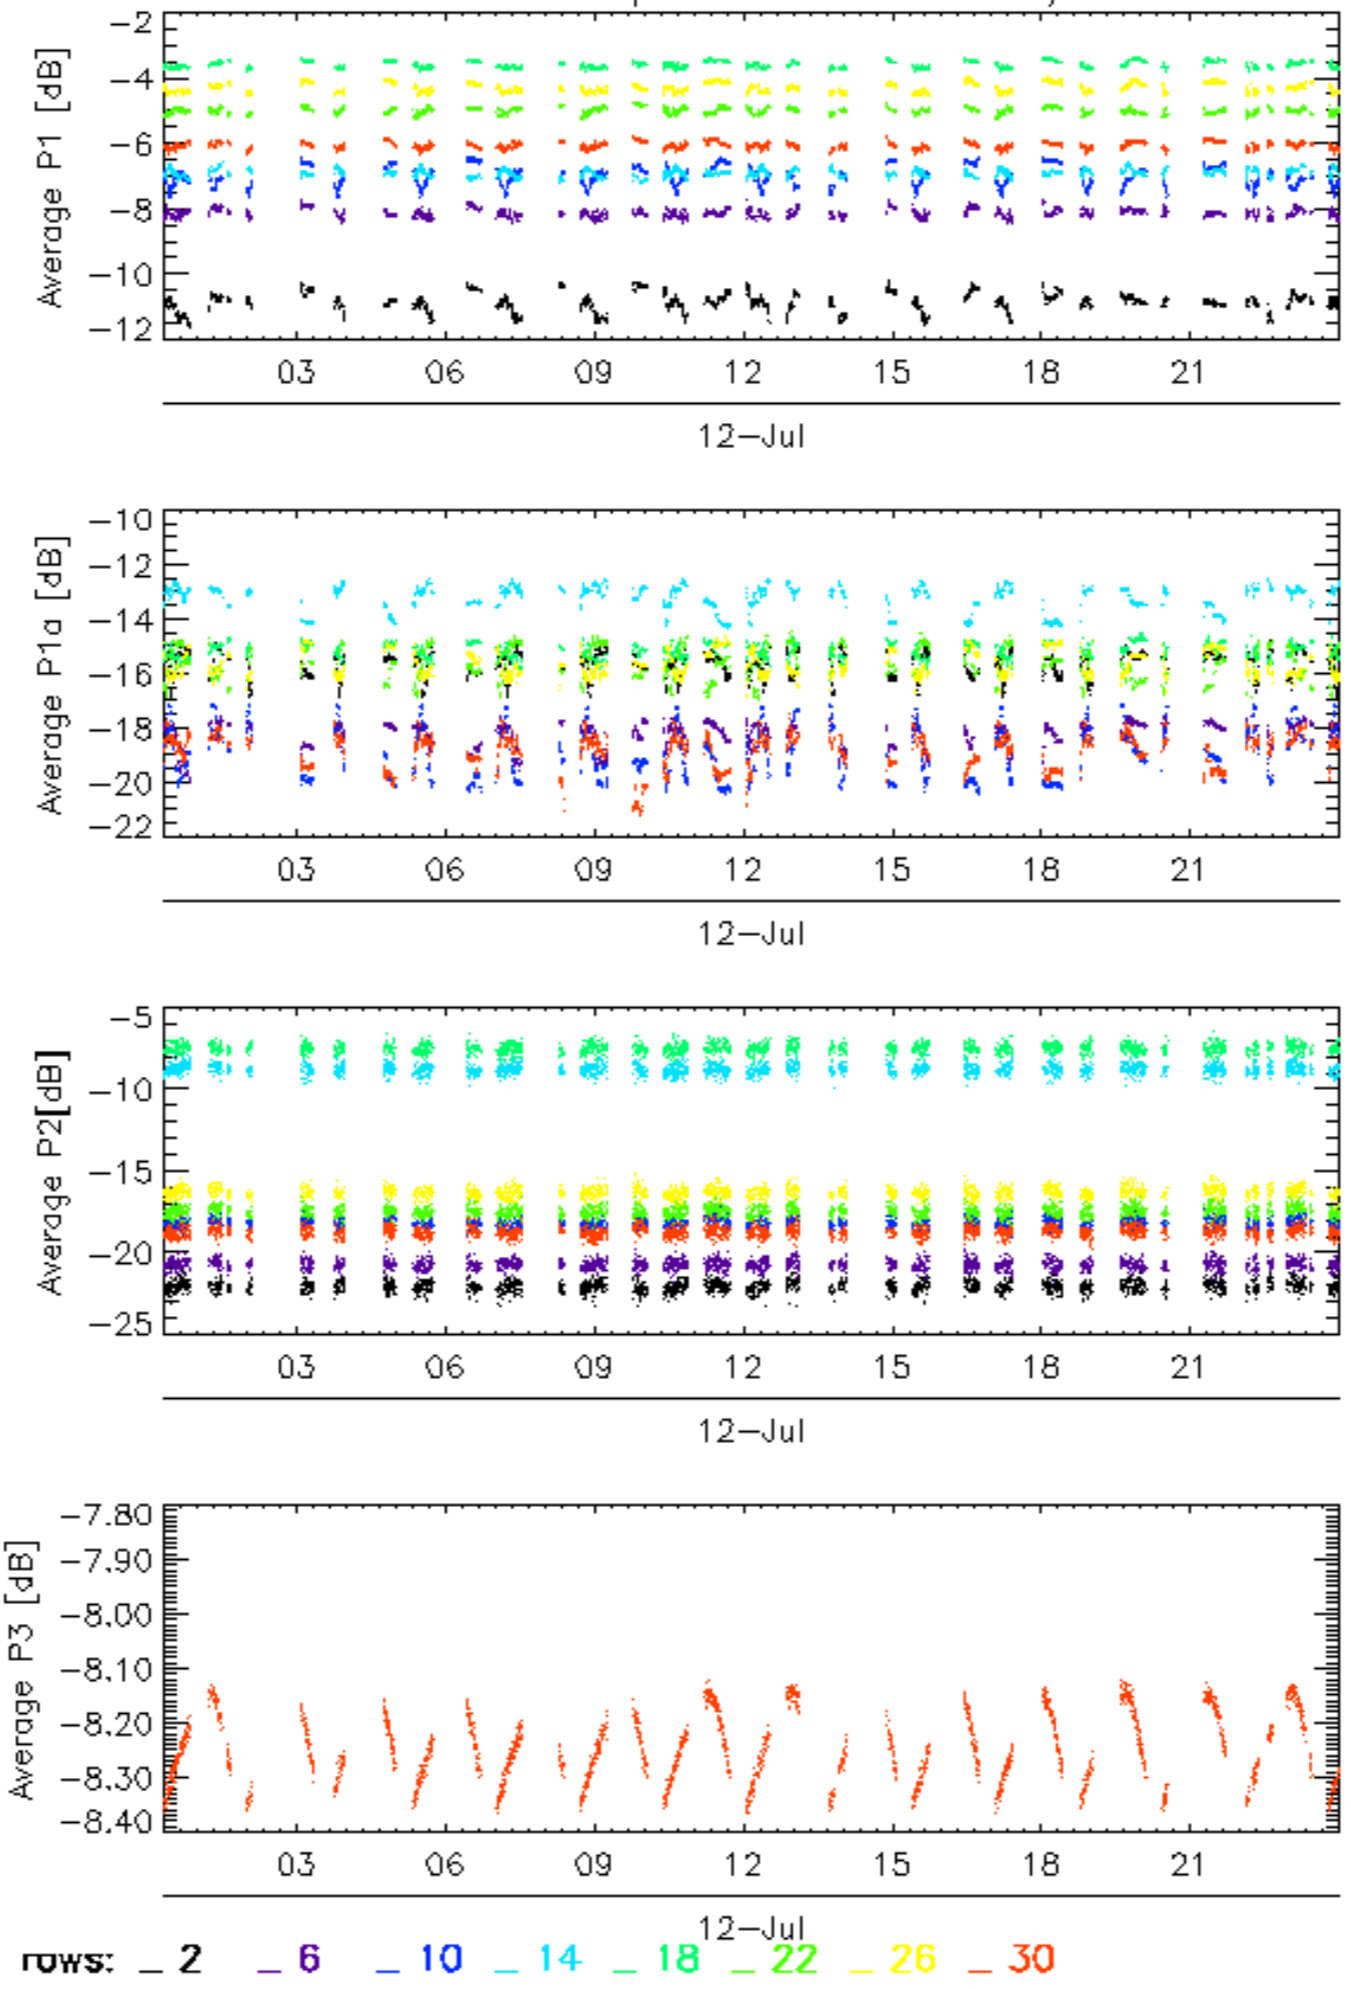 −2
−4
−6
−8
−10
−12
Average P1 [dB]
03 06 09 12 15 18 21
12−Jul
−10
−12
−14
−16
−18
−20
−22
Average P1a [dB]
03 06 09 12 15 18 21
12−Jul
−5
−10
−15
−20
−25
Average P2[dB]
03 06 09 12 15 18 21
12−Jul
−7.80
−7.90
−8.00
−8.10
−8.20
−8.30
−8.40
Average P3 [dB]
03 06 09 12 15 18 21
12−Jul
rows: _ 2 _ 6 _ 10 _ 14 _ 18 _ 22 _ 26 _ 30